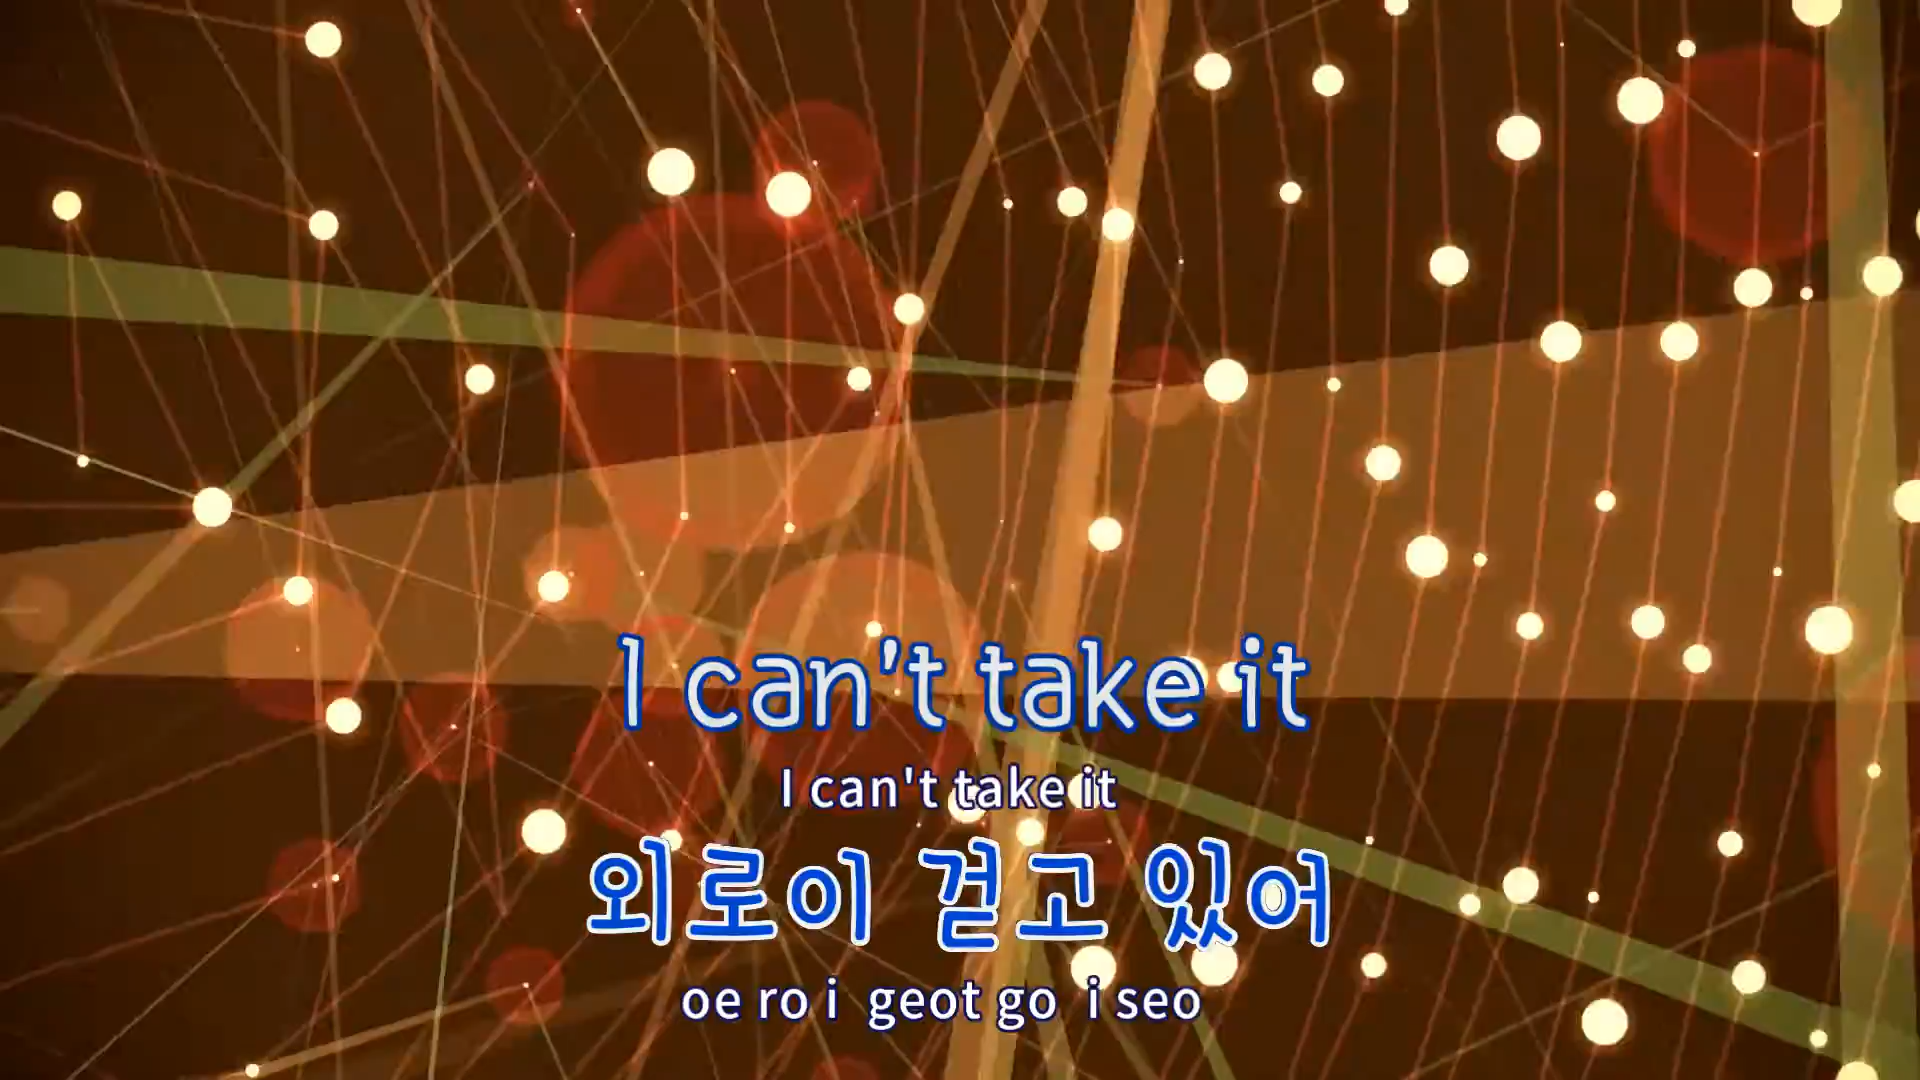 I can't take it
I can't take it
외로이 걷고 있어
oe ro i geot go i seo